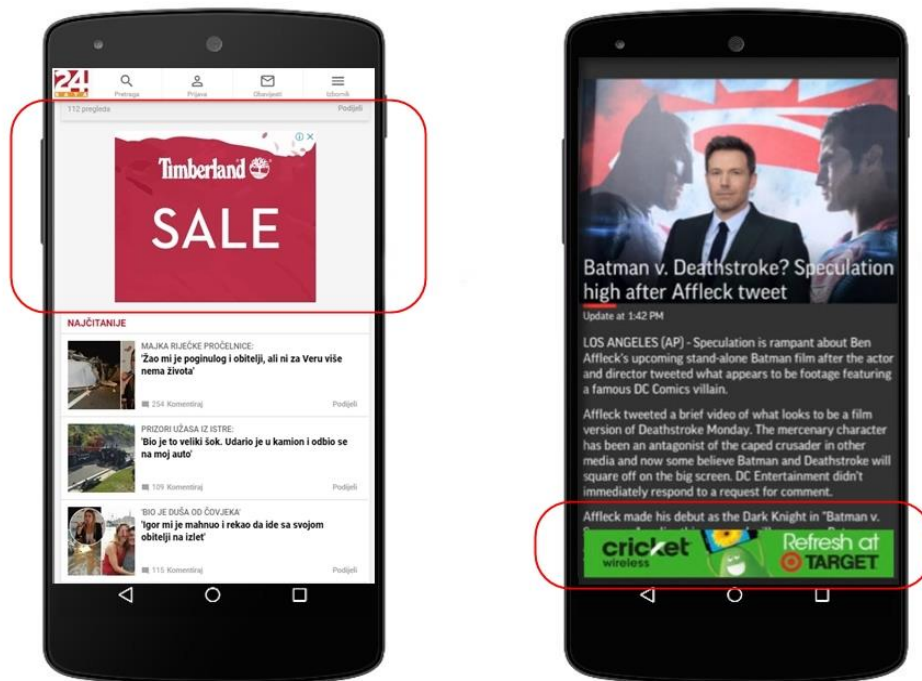 24
SATA
Pretraga
Prijava
Obavijesti
Izbornik
112 pregleda
Podijeli
Timberland
SALE
NAJČITANIJE
MAJKA RIJEČKE PROČELNICE:
'Žao mi je poginulog i obitelji, ali ni za Veru više
nema života'
254 Komentiraj
Podijeli
PRIZORI UŽASA IZ ISTRE:
'Bio je to veliki šok. Udario je u kamion i odbio se
na moj auto'
109 Komentiraj
Podijeli
'BIO JE DUŠA OD ČOVJEKA'
'Igor mi je mahnuo i rekao da ide sa svojom
obitelji na izlet'
115 Komentiraj
Podijeli
Batman v. Deathstroke? Speculation
high after Affleck tweet
Update at 1:42 PM
LOS ANGELES (AP) - Speculation is rampant about Ben
Affleck's upcoming stand-alone Batman film after the actor
and director tweeted what appears to be footage featuring
a famous DC Comics villain.
Affleck tweeted a brief video of what looks to be a film
version of Deathstroke Monday. The mercenary character
has been an antagonist of the caped crusader in other
media and now some believe Batman and Deathstroke will
square off on the big screen. DC Entertainment didn't
immediately respond to a request for comment.
Affleck made his debut as the Dark Knight in "Batman v.
cricket
wireless
Refresh at
TARGET